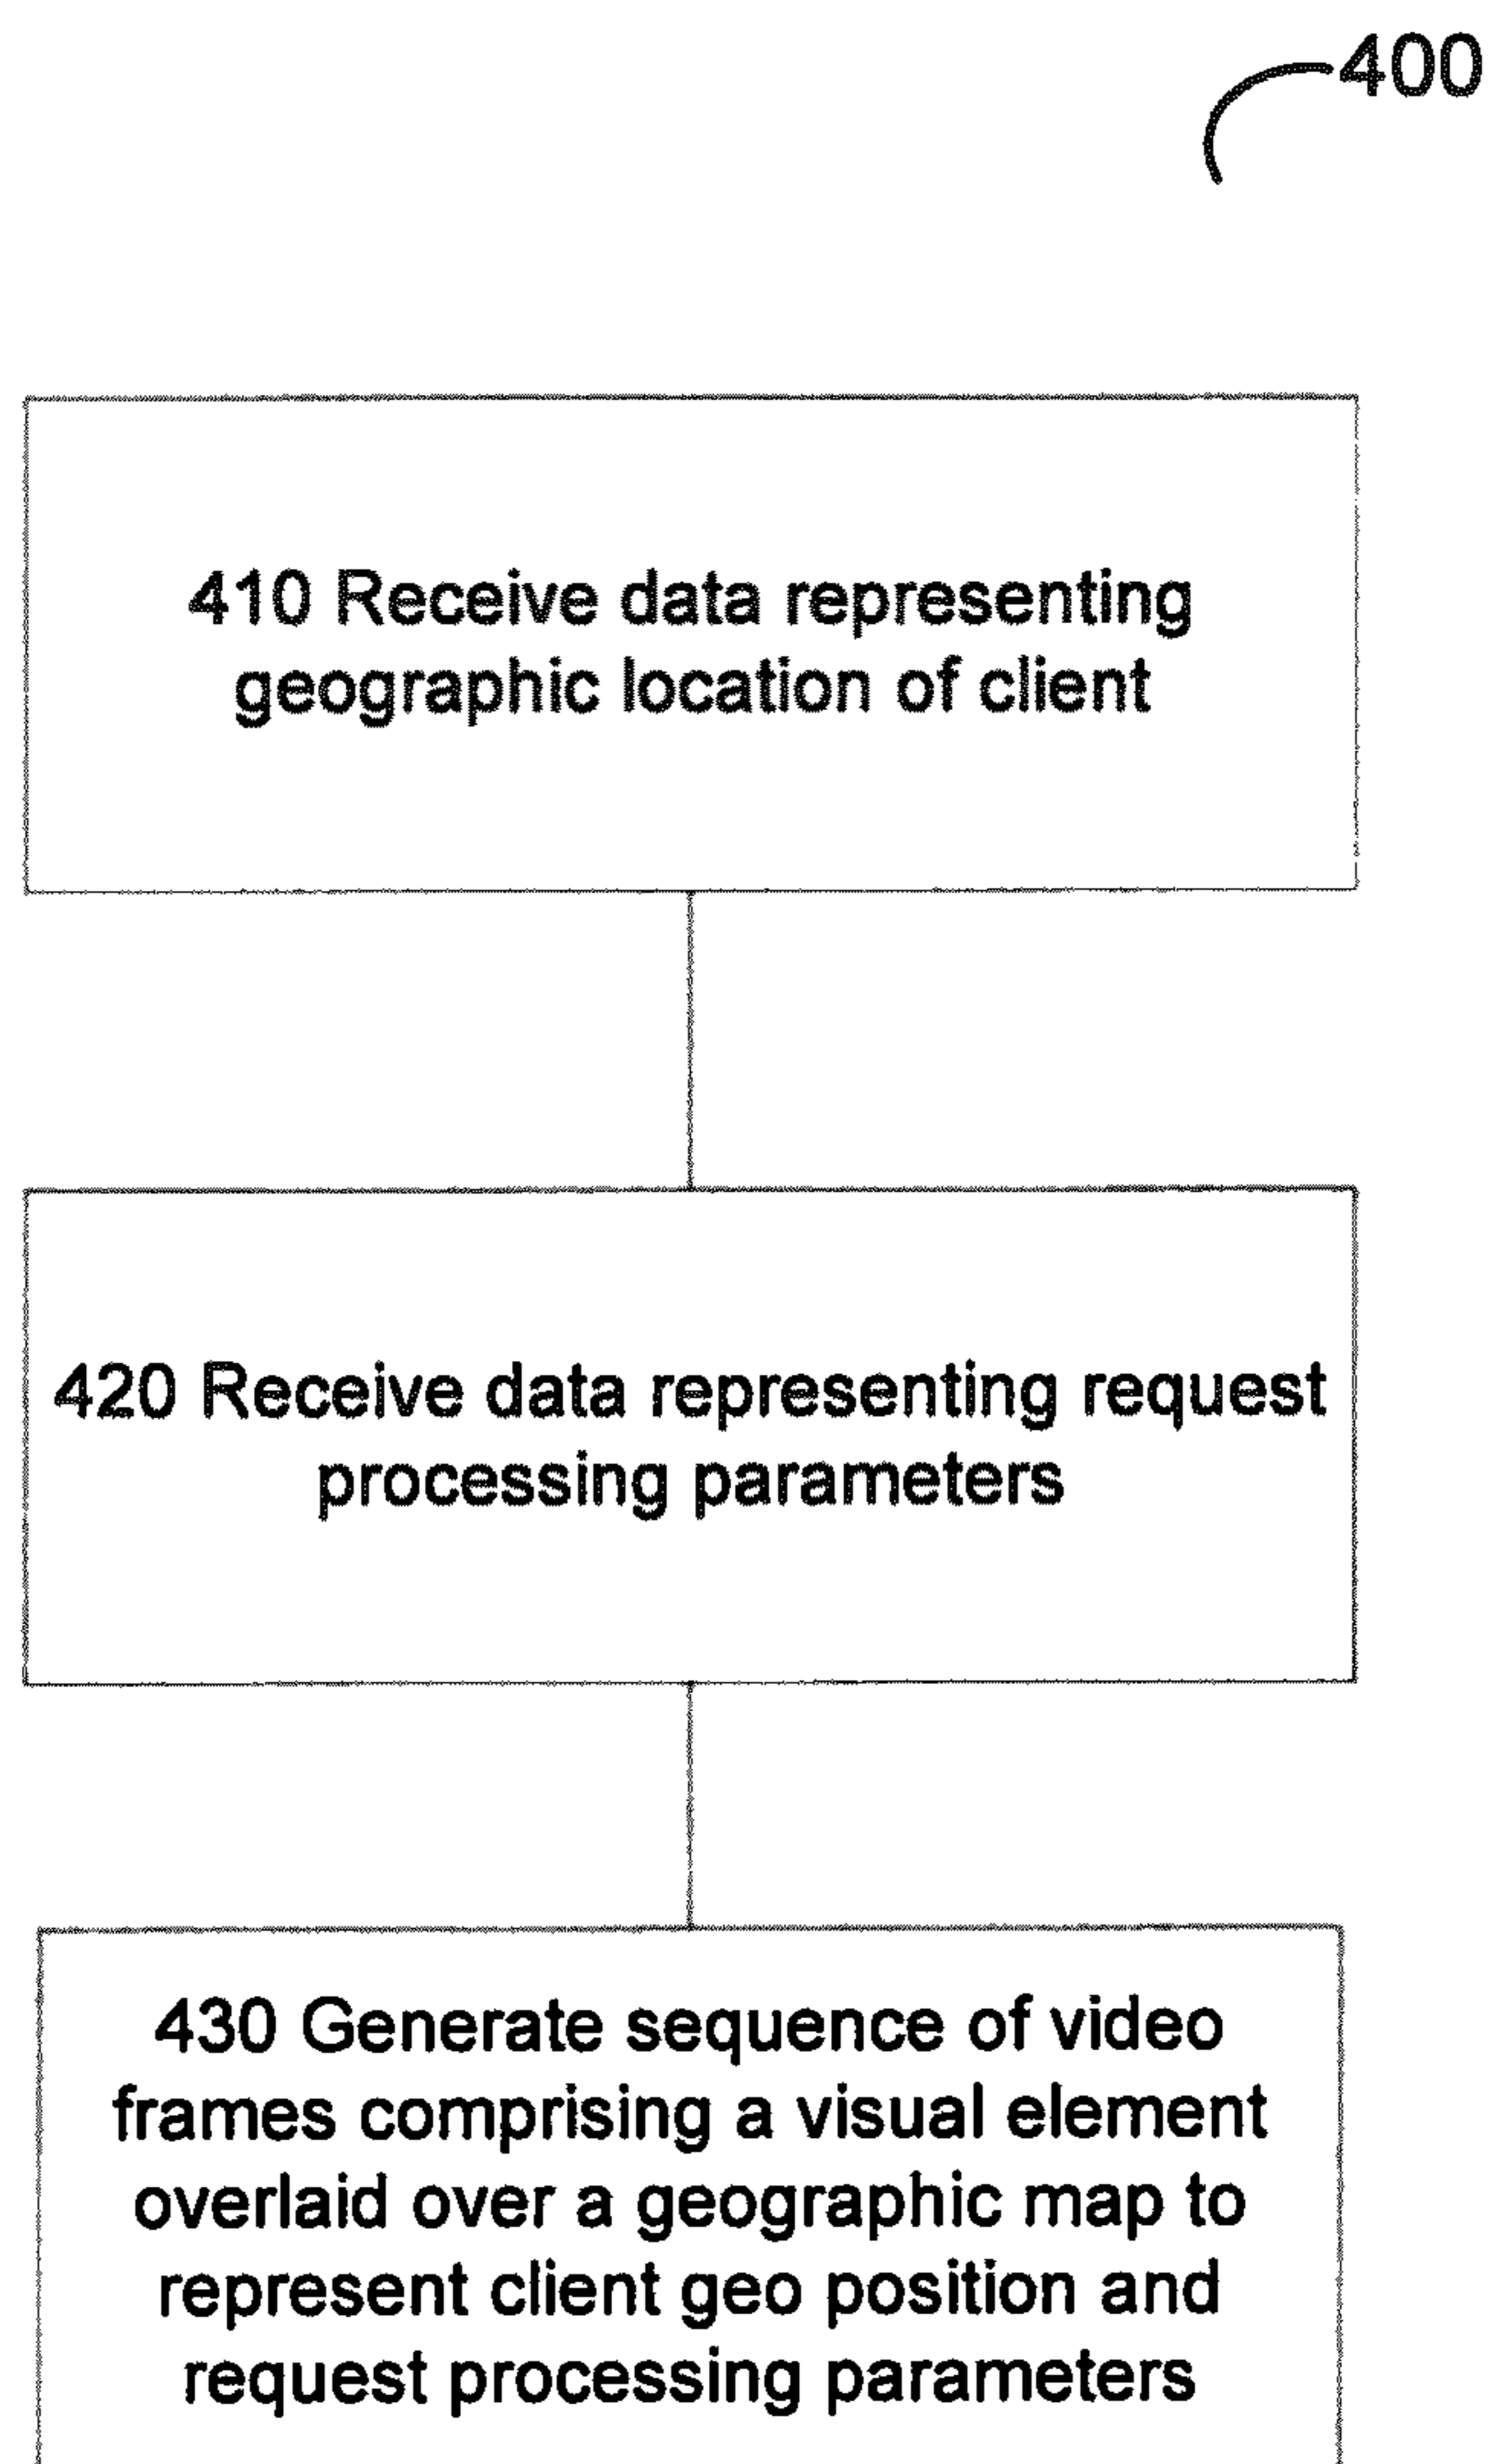 400
410 Receive data representing
geographic location of client
420 Receive data representing request
processing parameters
430 Generate sequence of video
frames comprising a visual element
overlaid over a geographic map to
represent client geo position and
request processing parameters